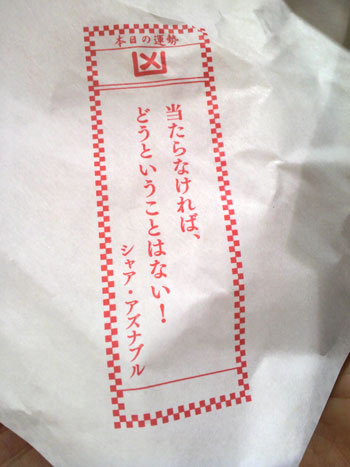 本日の運勢
凶
当たらなければ、
どうということはない!
シャア・アズナブル